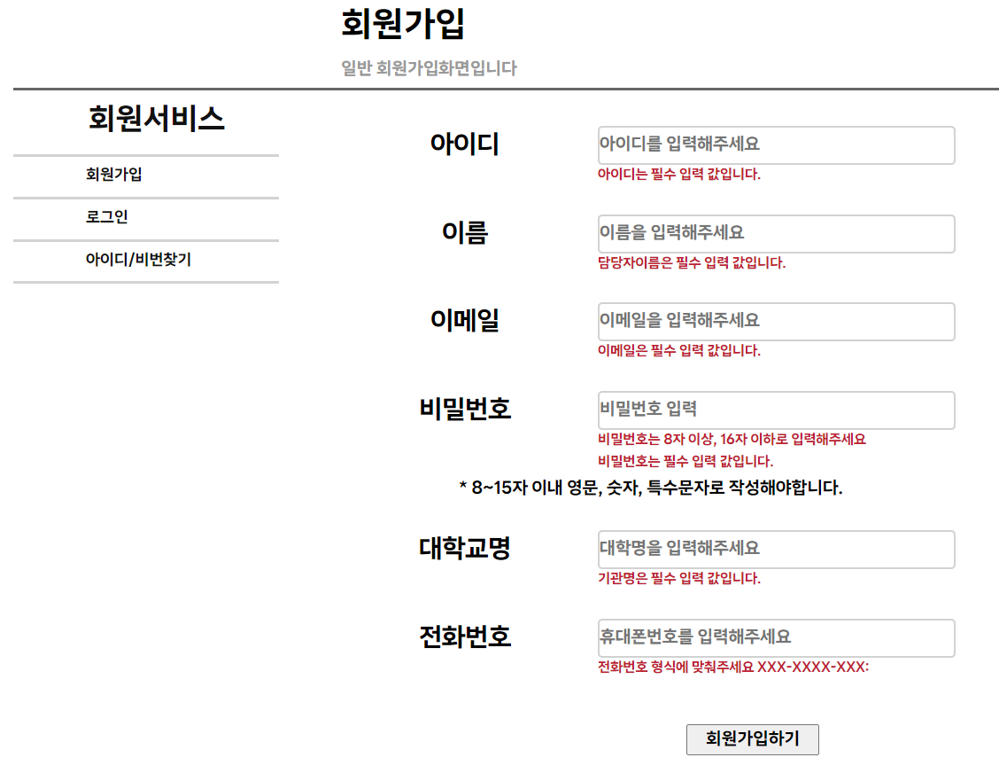 회원가입
일반 회원가입화면입니다
회원서비스
회원가입
로그인
아이디/비번찾기
아이디
아이디를 입력해주세요
아이디는 필수 입력 값입니다.
이름
이름을 입력해주세요
담당자이름은 필수 입력 값입니다.
이메일
이메일을 입력해주세요
이메일은 필수 입력 값입니다.
비밀번호
비밀번호 입력
비밀번호는 8자 이상, 16자 이하로 입력해주세요
비밀번호는 필수 입력 값입니다.
* 8~15자 이내 영문, 숫자, 특수문자로 작성해야합니다.
대학교명
대학명을 입력해주세요
기관명은 필수 입력 값입니다.
전화번호
휴대폰번호를 입력해주세요
전화번호 형식에 맞춰주세요 XXX-XXXX-XXX:
회원가입하기